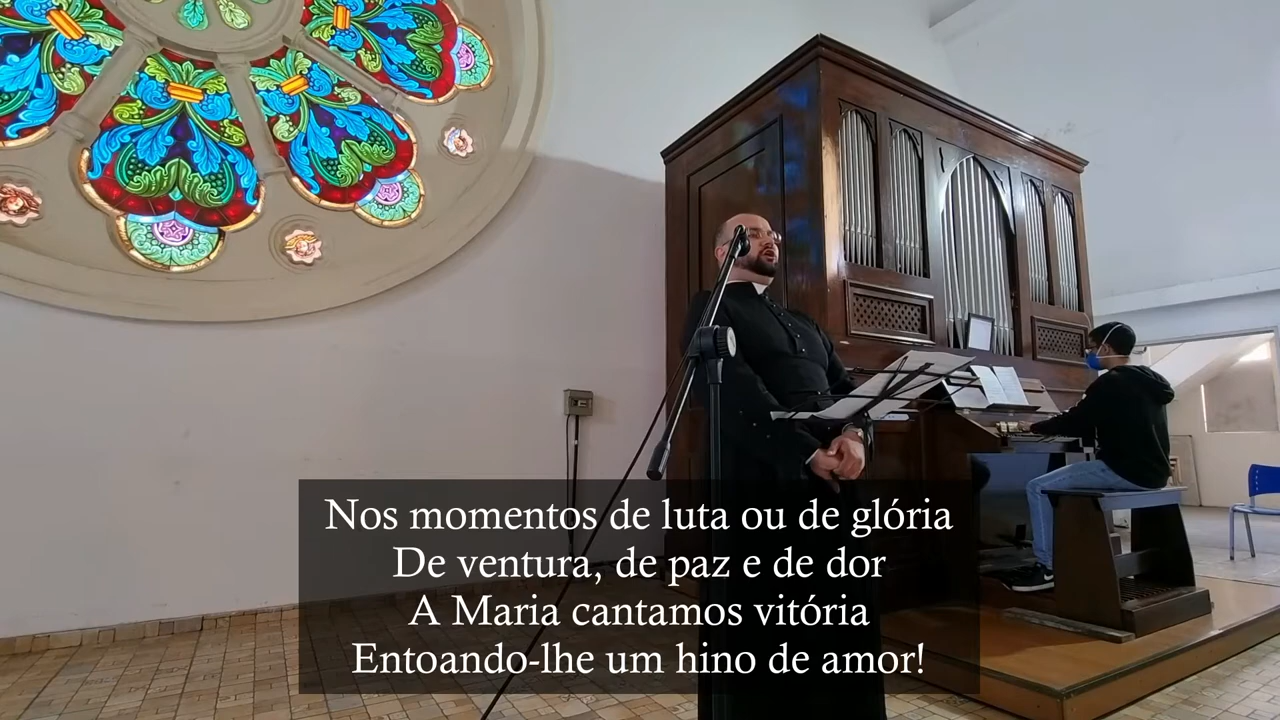 Nos momentos de luta ou de glória
De ventura, de paz e de dor
A Maria cantamos vitória
Entoando-lhe um hino de amor!